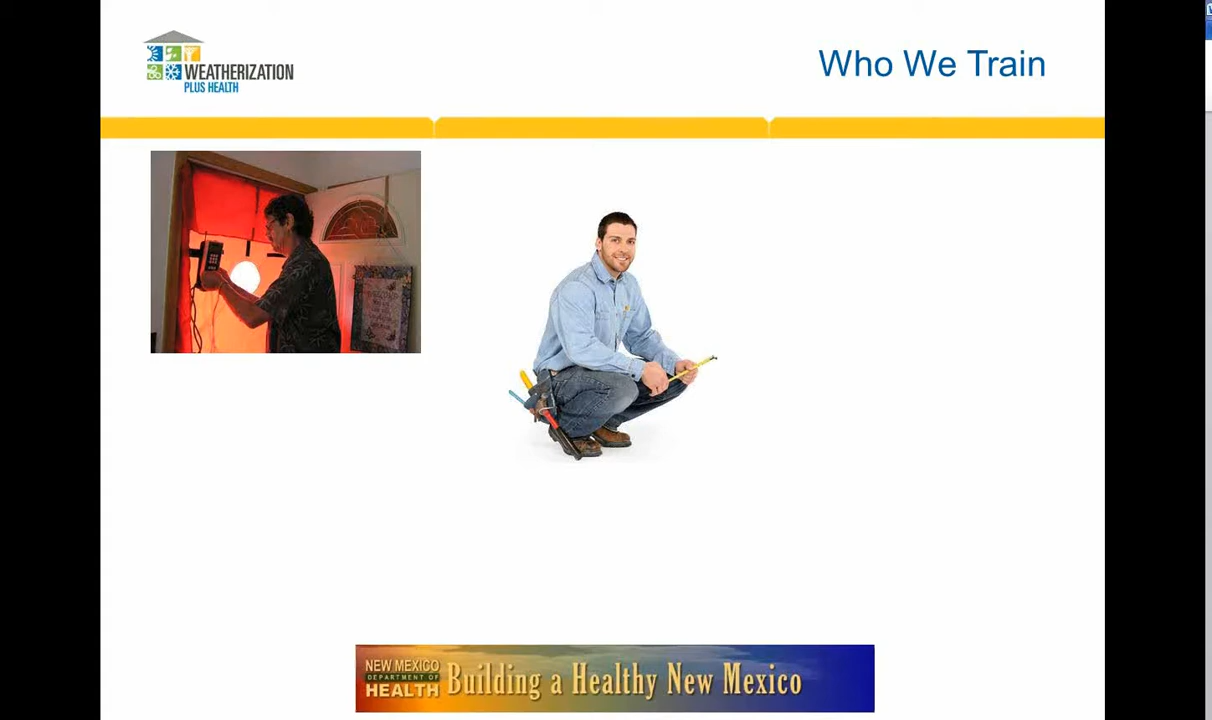 WEATHERIZATION
PLUS HEALTH
Who We Train
NEW MEXICO
DEPARTMENT OF
HEALTH
Building a Healthy New Mexico